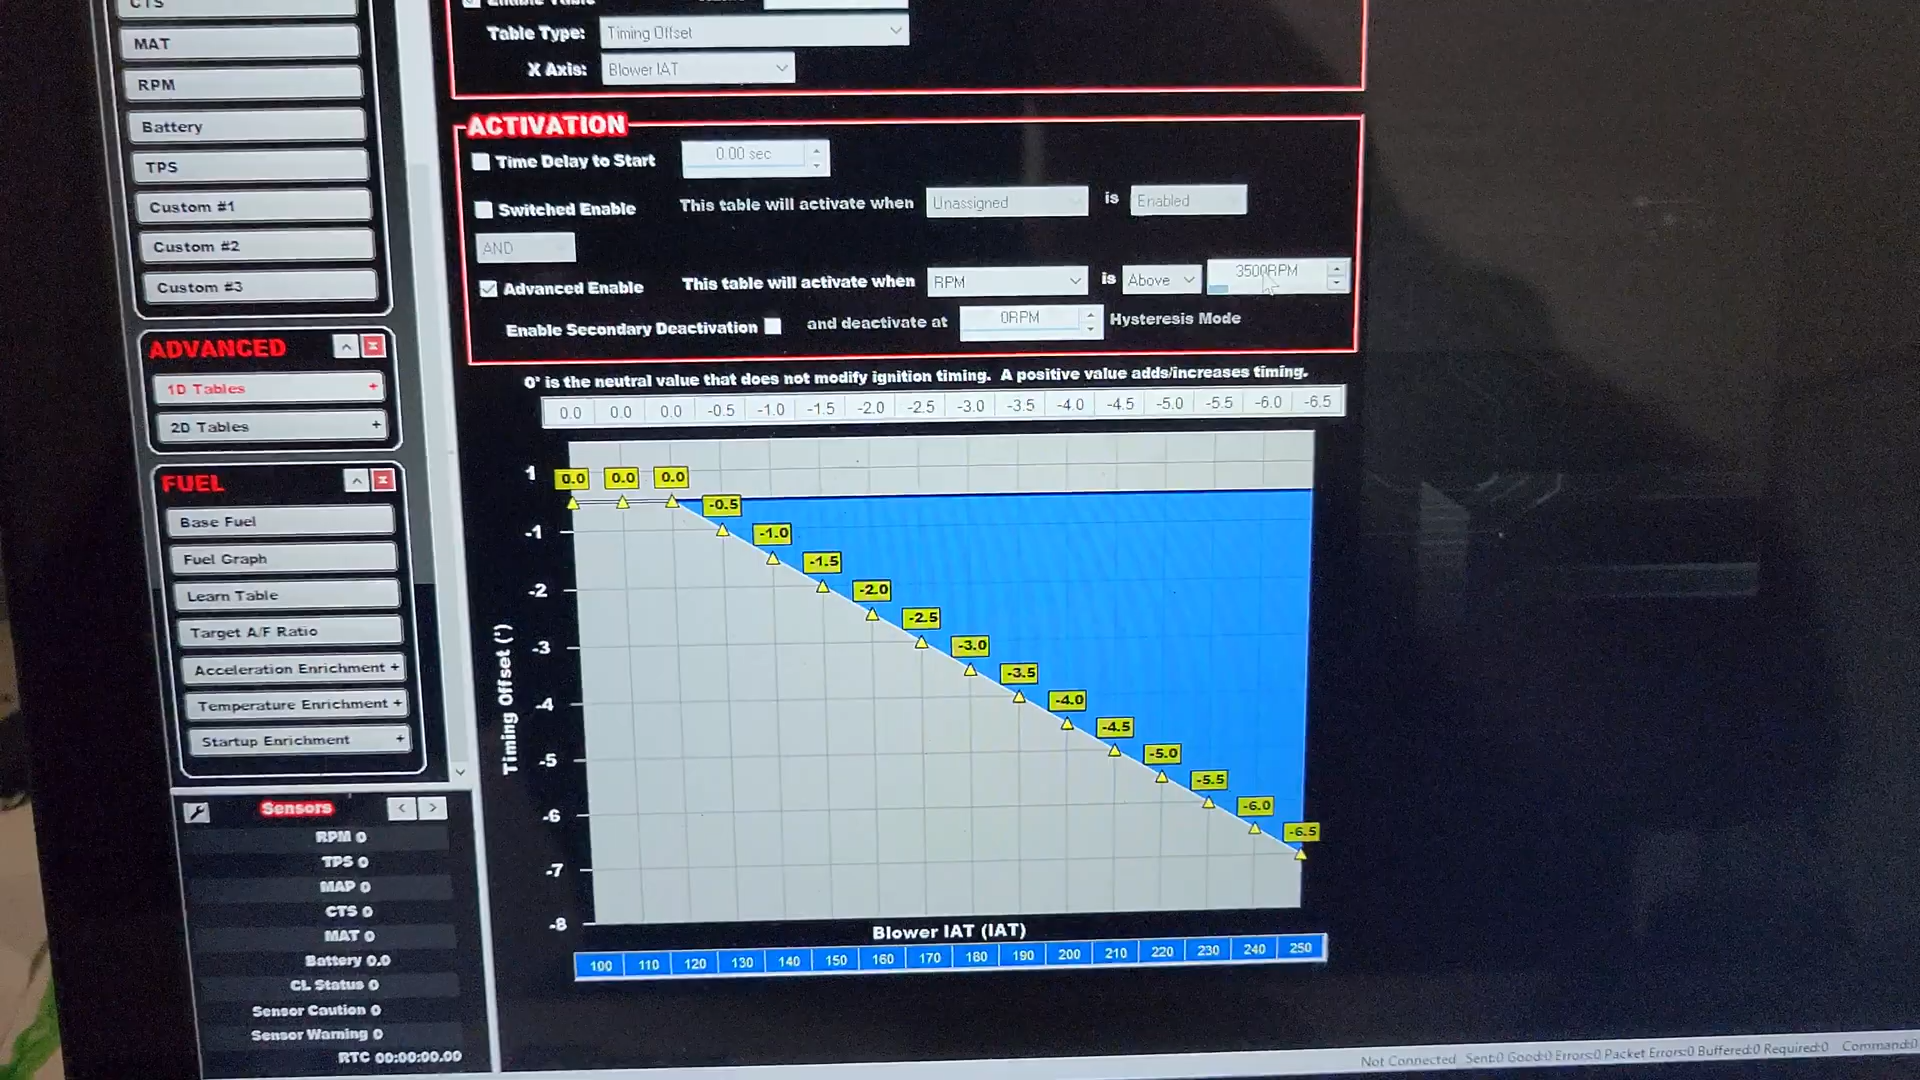 CTS
MAT
RPM
Battery
TPS
Custom #1
Custom #2
Custom #3
ADVANCED
1D Tables +
2D Tables +
FUEL
Base Fuel
Fuel Graph
Learn Table
Target A/F Ratio
Acceleration Enrichment +
Temperature Enrichment +
Startup Enrichment +
Sensors < >
RPM 0
TPS 0
MAP 0
CTS 0
MAT 0
Battery 0.0
CL Status 0
Sensor Caution 0
Sensor Warning 0
RTC 00:00:00.00
Enable Table
Table Type: Timing Offset
X Axis: Blower IAT
ACTIVATION
Time Delay to Start 0.00 sec
Switched Enable This table will activate when Unassigned is Enabled
AND
Advanced Enable This table will activate when RPM is Above 3500RPM
Enable Secondary Deactivation and deactivate at 0RPM Hysteresis Mode
0° is the neutral value that does not modify ignition timing. A positive value adds/increases timing.
0.0 0.0 0.0 -0.5 -1.0 -1.5 -2.0 -2.5 -3.0 -3.5 -4.0 -4.5 -5.0 -5.5 -6.0 -6.5
1
-1
-2
-3
-4
-5
-6
-7
-8
Timing Offset (°)
0.0 0.0 0.0 -0.5 -1.0 -1.5 -2.0 -2.5 -3.0 -3.5 -4.0 -4.5 -5.0 -5.5 -6.0 -6.5
Blower IAT (IAT)
100 110 120 130 140 150 160 170 180 190 200 210 220 230 240 250
Not Connected Sent:0 Good:0 Errors:0 Packet Errors:0 Buffered:0 Required:0 Command:0